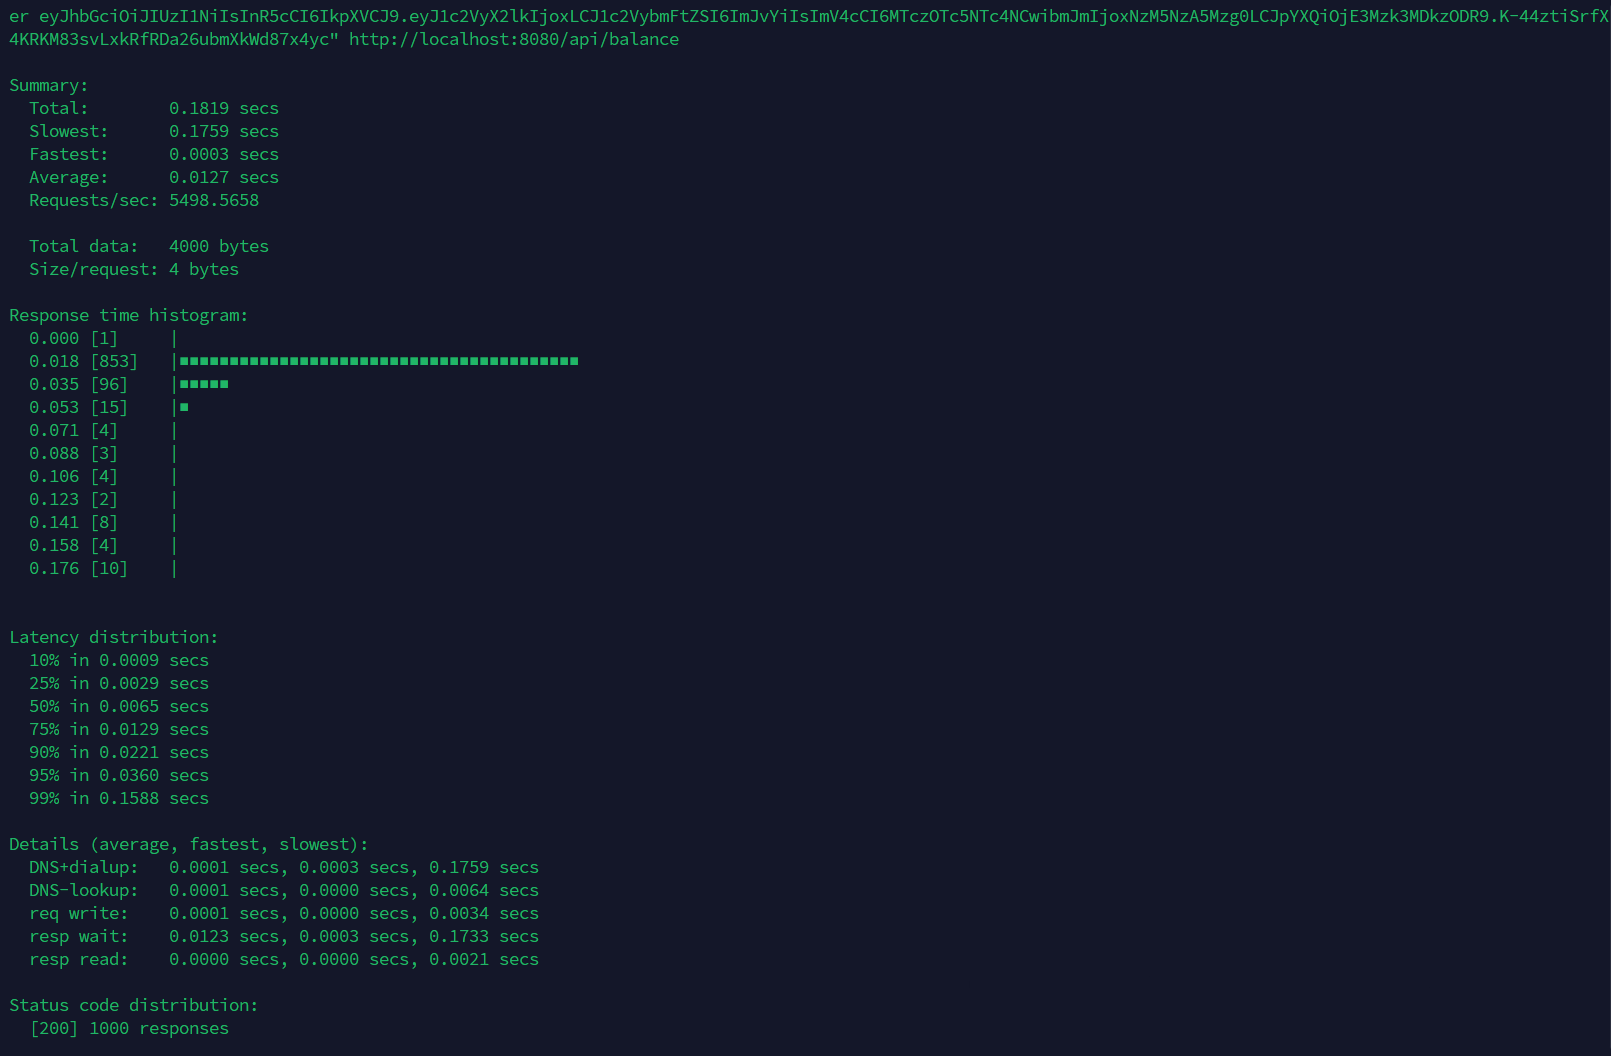 er eyJhbGciOiJIUzI1NiIsInR5cCI6IkpXVCJ9.eyJ1c2VyX2lkIjoxLCJ1c2VybmFtZSI6ImJvYiIsImV4cCI6MTczOTc5NTc4NCwibmJmIjoxNzM5NzA5Mzg0LCJpYXQiOjE3Mzk3MDkzODR9.K-44ztiSrfX
4KRKM83svLxkRfRDa26ubmXkWd87x4yc" http://localhost:8080/api/balance
Summary:
Total: 0.1819 secs
Slowest: 0.1759 secs
Fastest: 0.0003 secs
Average: 0.0127 secs
Requests/sec: 5498.5658
Total data: 4000 bytes
Size/request: 4 bytes
Response time histogram:
0.000 [1] |
0.018 [853] |■■■■■■■■■■■■■■■■■■■■■■■■■■■■■■■■■■■■■■■■
0.035 [96] |■■■■■
0.053 [15] |■
0.071 [4] |
0.088 [3] |
0.106 [4] |
0.123 [2] |
0.141 [8] |
0.158 [4] |
0.176 [10] |
Latency distribution:
10% in 0.0009 secs
25% in 0.0029 secs
50% in 0.0065 secs
75% in 0.0129 secs
90% in 0.0221 secs
95% in 0.0360 secs
99% in 0.1588 secs
Details (average, fastest, slowest):
DNS+dialup: 0.0001 secs, 0.0003 secs, 0.1759 secs
DNS-lookup: 0.0001 secs, 0.0000 secs, 0.0064 secs
req write: 0.0001 secs, 0.0000 secs, 0.0034 secs
resp wait: 0.0123 secs, 0.0003 secs, 0.1733 secs
resp read: 0.0000 secs, 0.0000 secs, 0.0021 secs
Status code distribution:
[200] 1000 responses